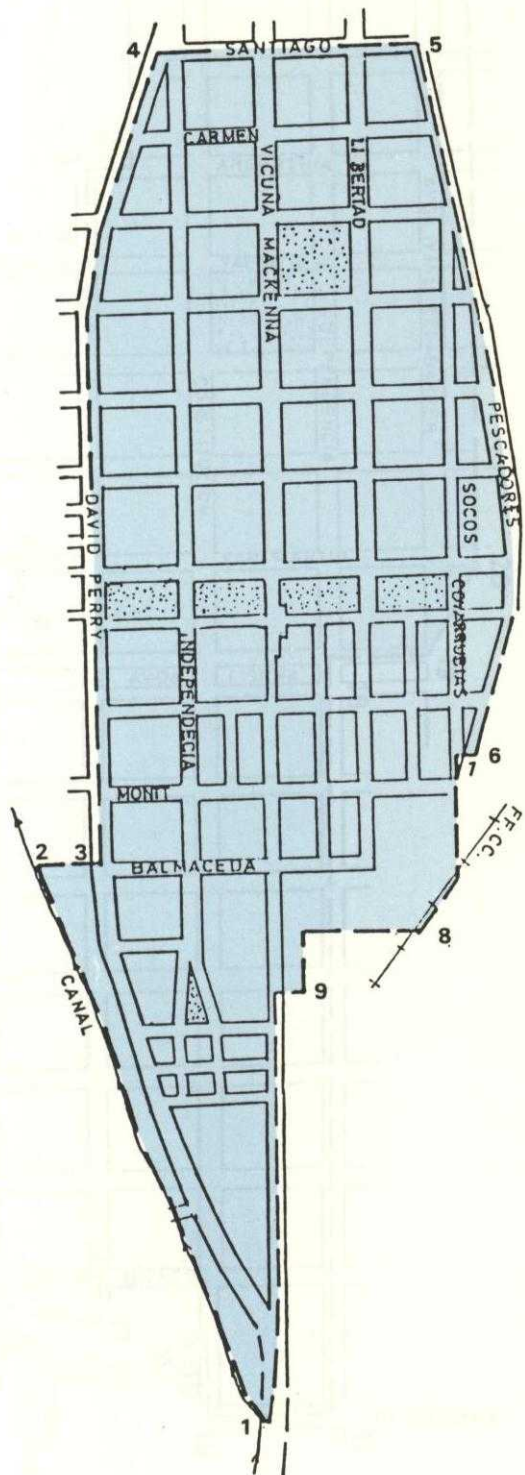 4
SANTIAGO
5
CARMEN
VICUNA MACKENNA
LIBERTAD
PESCADORES
SOCOS
DAVID PERRY
COVARRUBIAS
INDEPENDECIA
6
7
MONTT
FF. CC.
2
3
BALMACEDA
8
CANAL
9
1